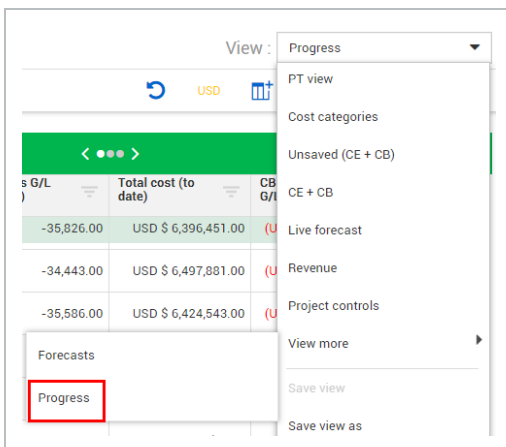 View :
Progress
PT view
USD
Cost categories
Unsaved (CE + CB)
s G/L
)
Total cost (to
date)
CB
G/L
CE + CB
-35,826.00
USD $ 6,396,451.00
(U
Live forecast
-34,443.00
USD $ 6,497,881.00
(U
Revenue
-35,586.00
USD $ 6,424,543.00
(U
Project controls
View more
Forecasts
Progress
Save view
Save view as